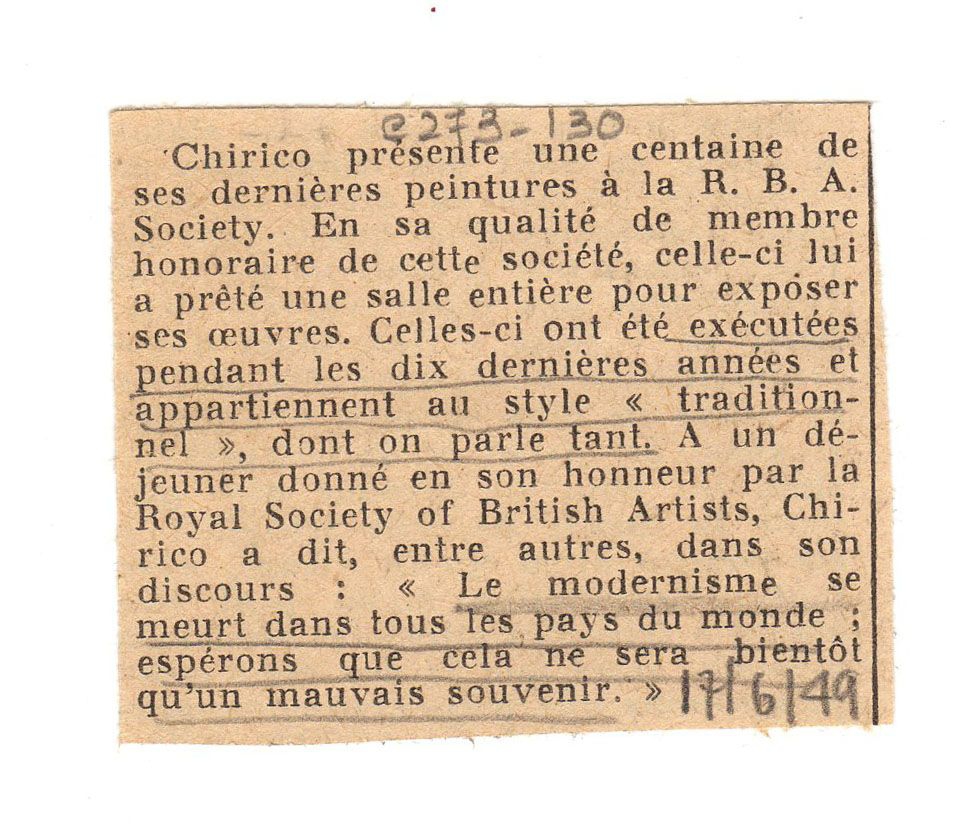 C273-130
Chirico présente une centaine de
ses dernières peintures à la R. B. A.
Society. En sa qualité de membre
honoraire de cette société, celle-ci lui
a prêté une salle entière pour exposer
ses œuvres. Celles-ci ont été exécutées
pendant les dix dernières années et
appartiennent au style « tradition-
nel », dont on parle tant. A un dé-
jeuner donné en son honneur par la
Royal Society of British Artists, Chi-
rico a dit, entre autres, dans son
discours : « Le modernisme se
meurt dans tous les pays du monde ;
espérons que cela ne sera bientôt
qu'un mauvais souvenir. » 17/6/49